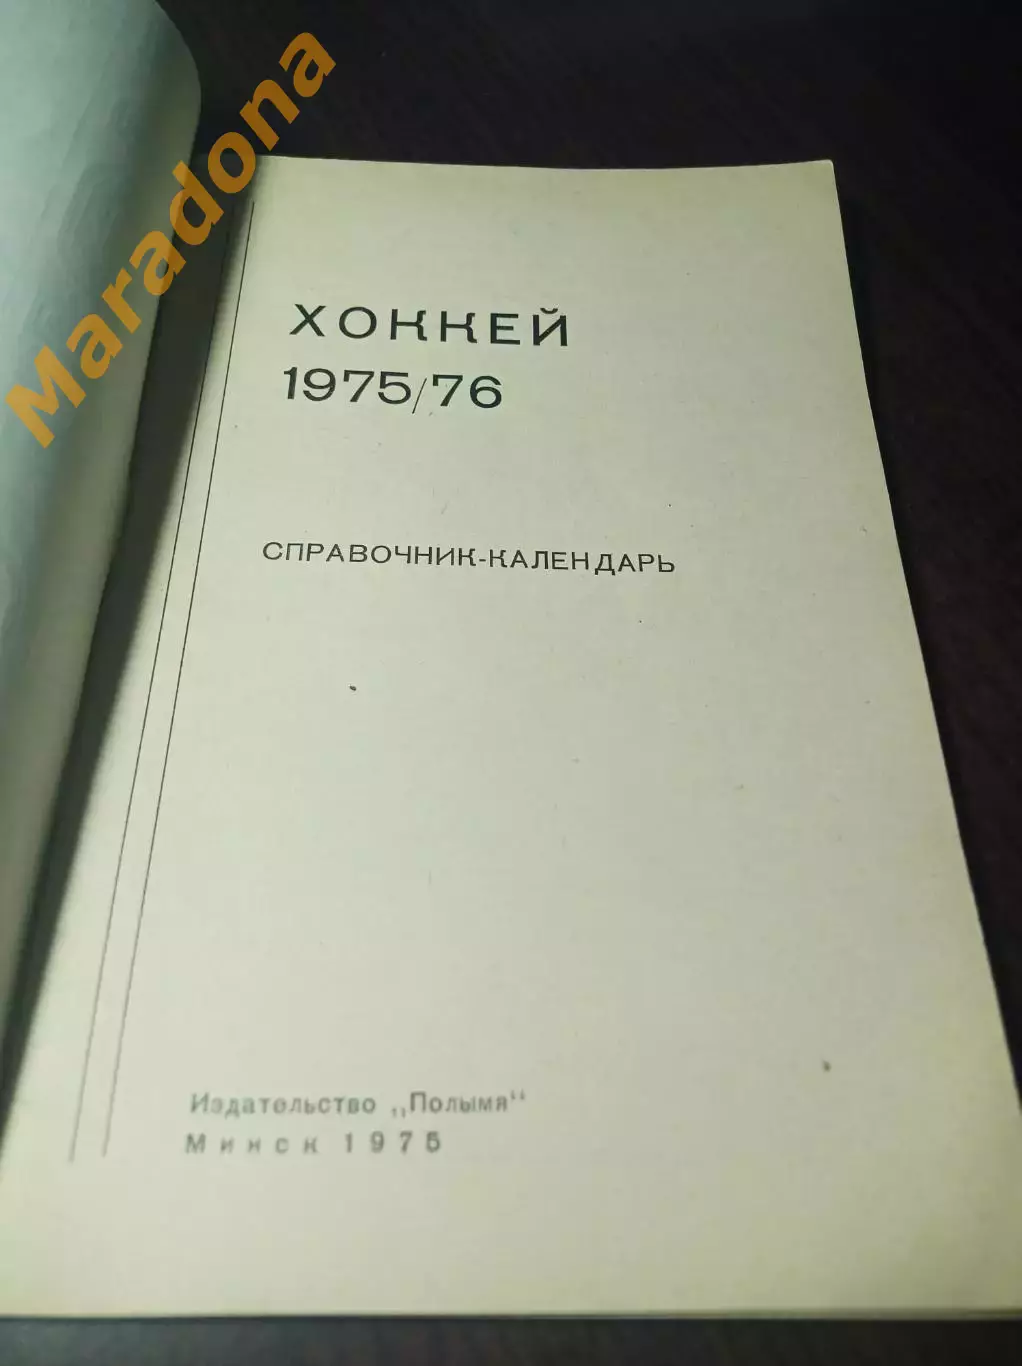 Maradona
ХОККЕЙ
1975/76
СПРАВОЧНИК-КАЛЕНДАРЬ
Издательство „Полымя“
Минск 1975